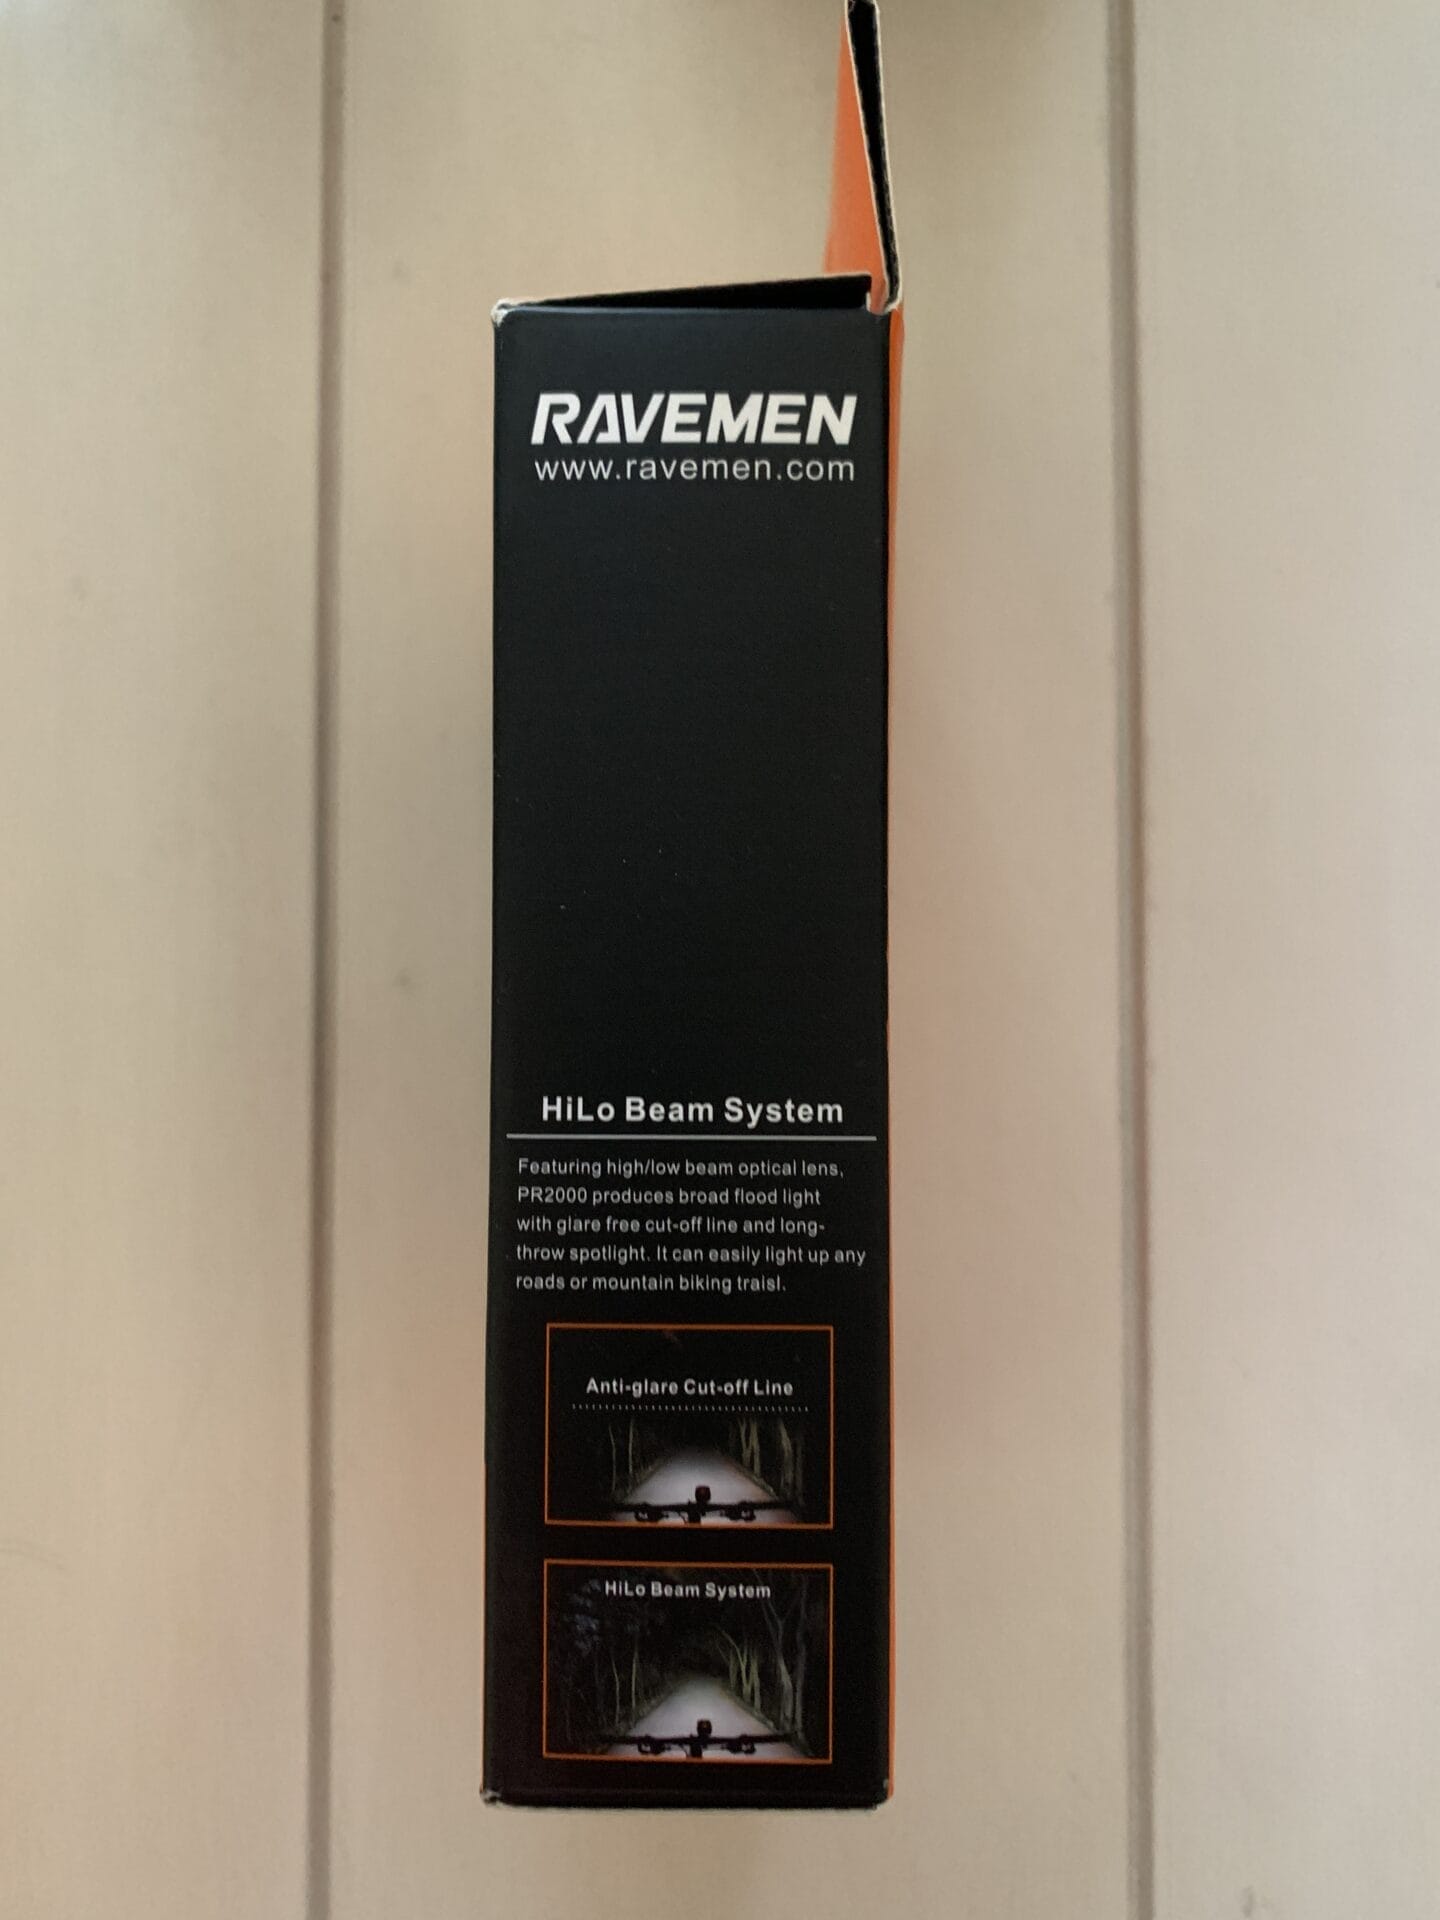 RAVEMEN
www.ravemen.com
HiLo Beam System
Featuring high/low beam optical lens,
PR2000 produces broad flood light
with glare free cut-off line and long-
throw spotlight. It can easily light up any
roads or mountain biking traisl.
Anti-glare Cut-off Line
HiLo Beam System